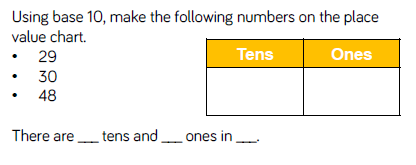 Using base 10, make the following numbers on the place
value chart.
• 29
• 30
• 48
Tens Ones
There are ___ tens and ___ ones in ___.